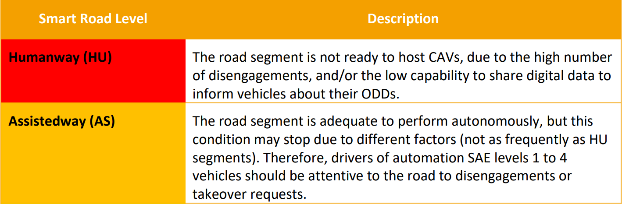 Smart Road Level Description
Humanway (HU) The road segment is not ready to host CAVs, due to the high number
of disengagements, and/or the low capability to share digital data to
inform vehicles about their ODDs.
Assistedway (AS) The road segment is adequate to perform autonomously, but this
condition may stop due to different factors (not as frequently as HU
segments). Therefore, drivers of automation SAE levels 1 to 4
vehicles should be attentive to the road to disengagements or
takeover requests.